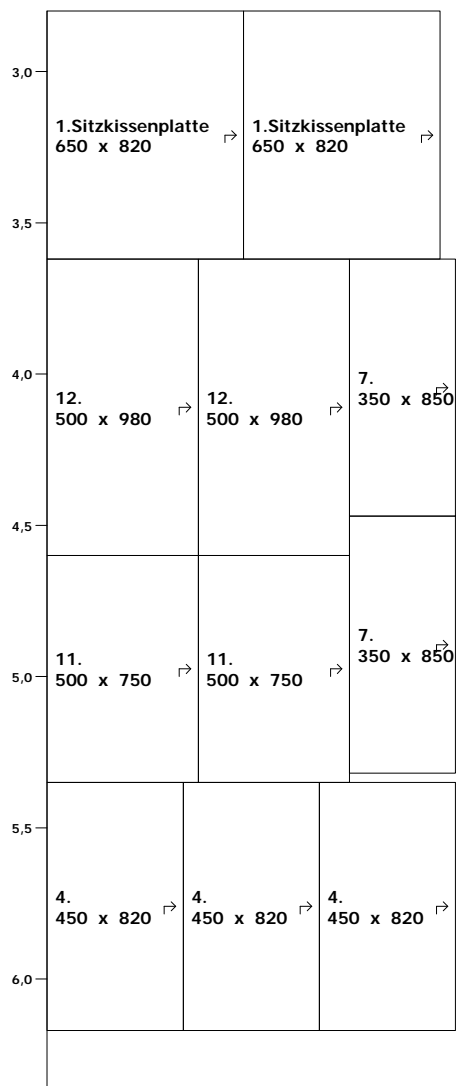 3,0
1.Sitzkissenplatte
650 x 820
1.Sitzkissenplatte
650 x 820
3,5
4,0
12.
500 x 980
12.
500 x 980
7.
350 x 850
4,5
5,0
11.
500 x 750
11.
500 x 750
7.
350 x 850
5,5
4.
450 x 820
4.
450 x 820
4.
450 x 820
6,0